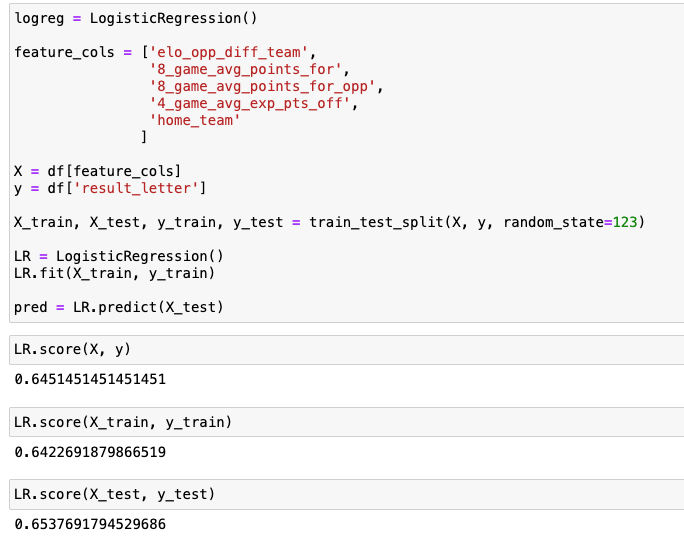 logreg = LogisticRegression()
feature_cols = ['elo_opp_diff_team',
'8_game_avg_points_for',
'8_game_avg_points_for_opp',
'4_game_avg_exp_pts_off',
'home_team'
]
X = df[feature_cols]
y = df['result_letter']
X_train, X_test, y_train, y_test = train_test_split(X, y, random_state=123)
LR = LogisticRegression()
LR.fit(X_train, y_train)
pred = LR.predict(X_test)
LR.score(X, y)
0.6451451451451451
LR.score(X_train, y_train)
0.6422691879866519
LR.score(X_test, y_test)
0.6537691794529686